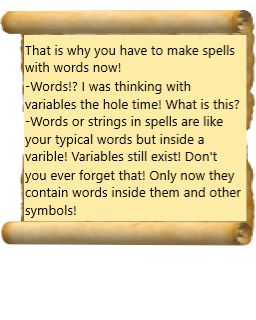 That is why you have to make spells
with words now!
-Words!? I was thinking with
variables the hole time! What is this?
-Words or strings in spells are like
your typical words but inside a
varible! Variables still exist! Don't
you ever forget that! Only now they
contain words inside them and other
symbols!